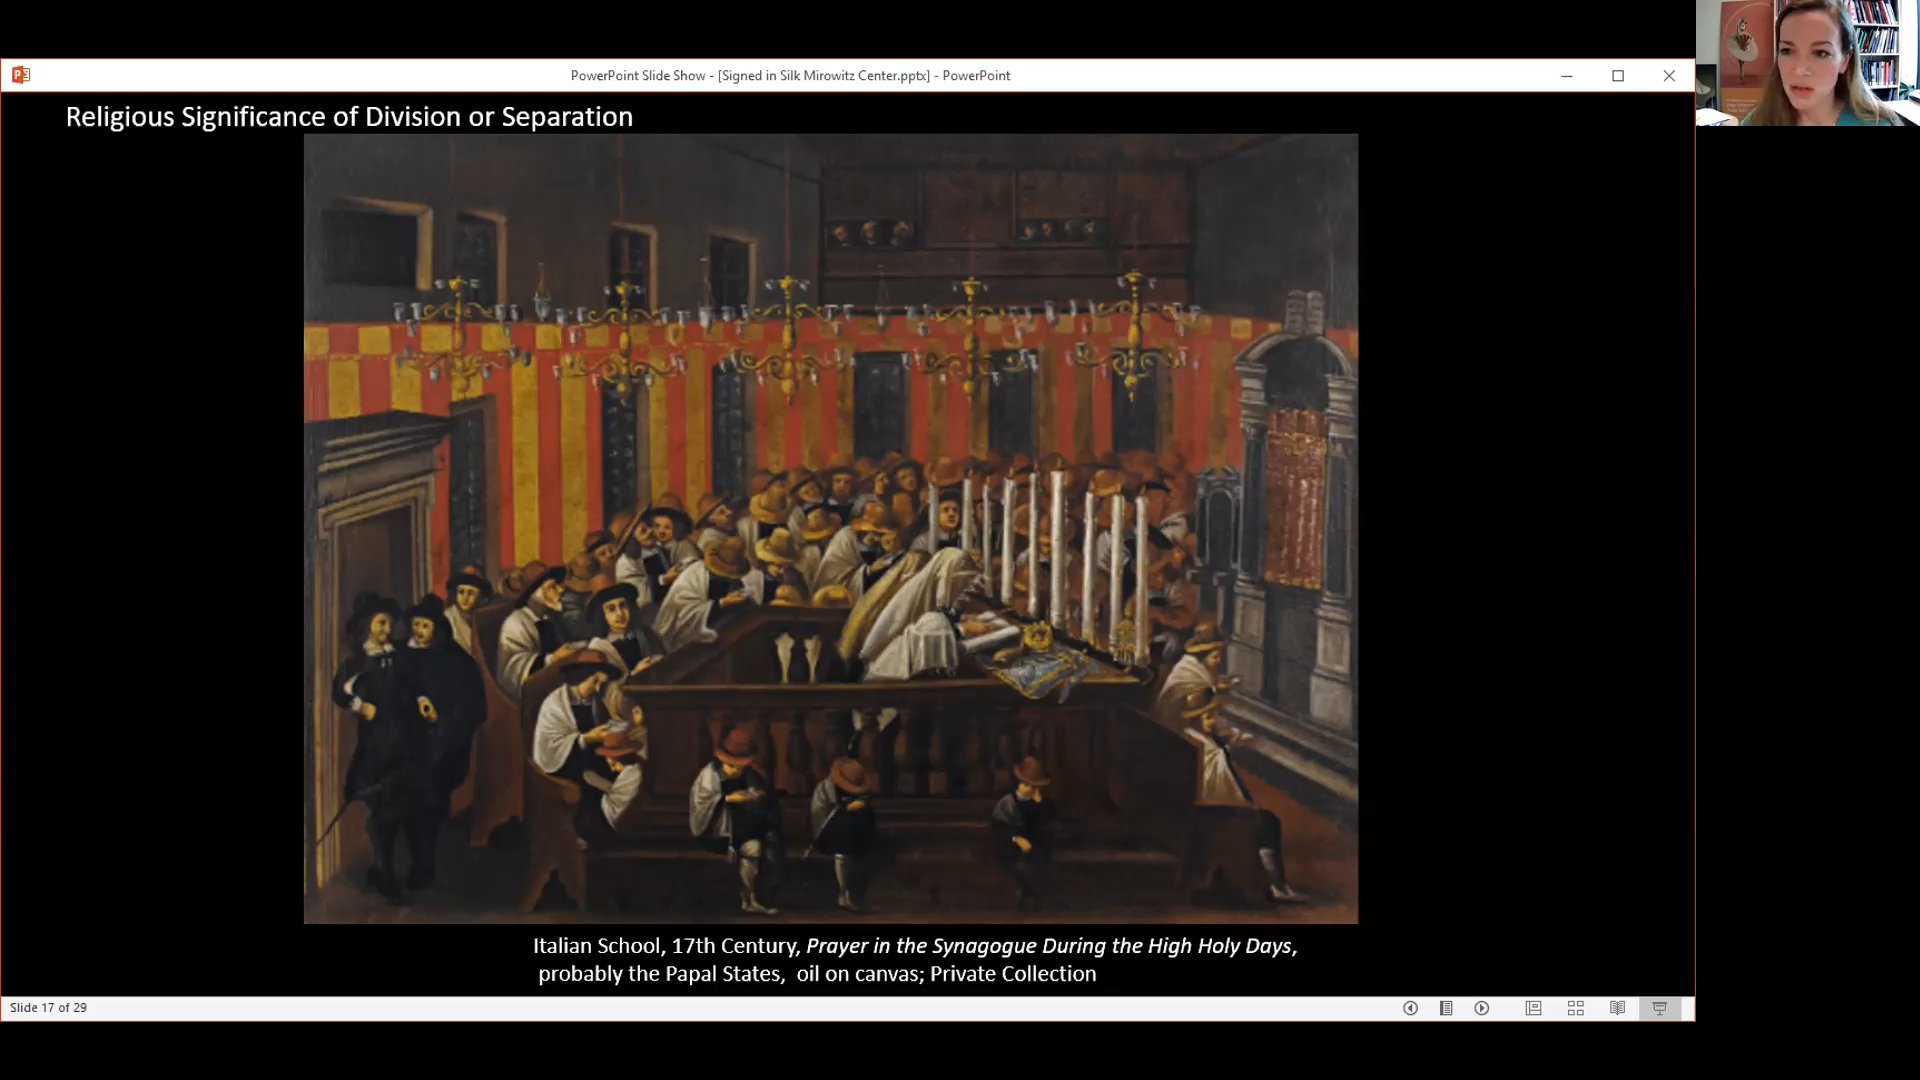 PowerPoint Slide Show - [Signed in Silk Mirowitz Center.pptx] - PowerPoint
Religious Significance of Division or Separation
Italian School, 17th Century, Prayer in the Synagogue During the High Holy Days,
probably the Papal States, oil on canvas; Private Collection
Slide 17 of 29